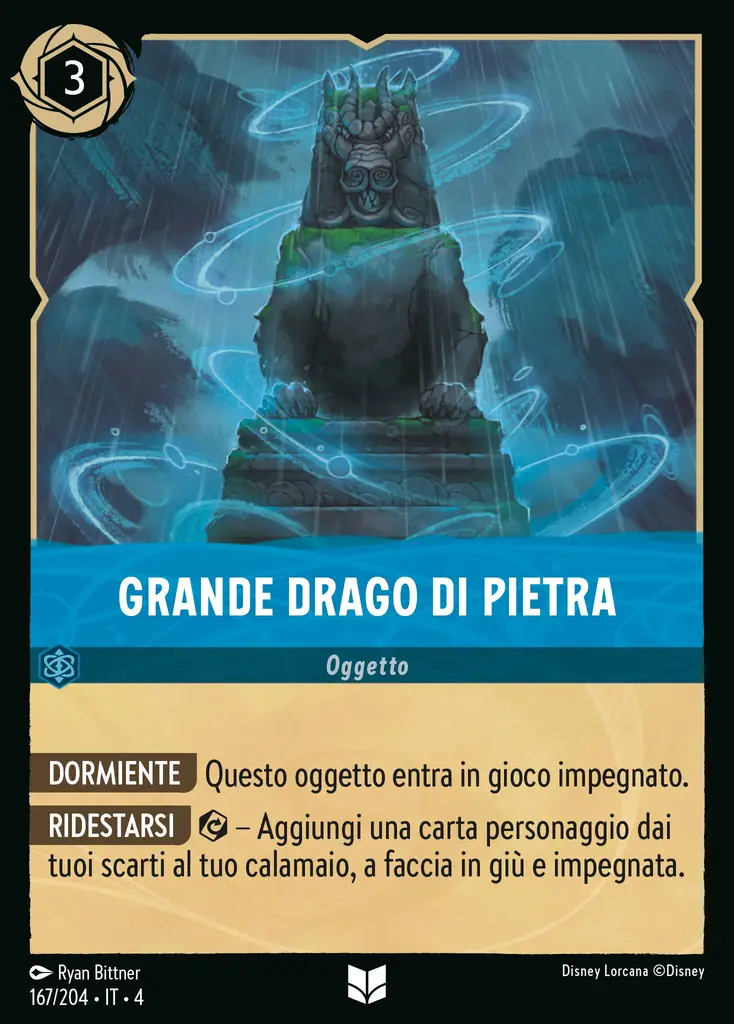 3
GRANDE DRAGO DI PIETRA
Oggetto
DORMIENTE Questo oggetto entra in gioco impegnato.
RIDESTARSI – Aggiungi una carta personaggio dai
tuoi scarti al tuo calamaio, a faccia in giù e impegnata.
Ryan Bittner
Disney Lorcana ©Disney
167/204 • IT • 4